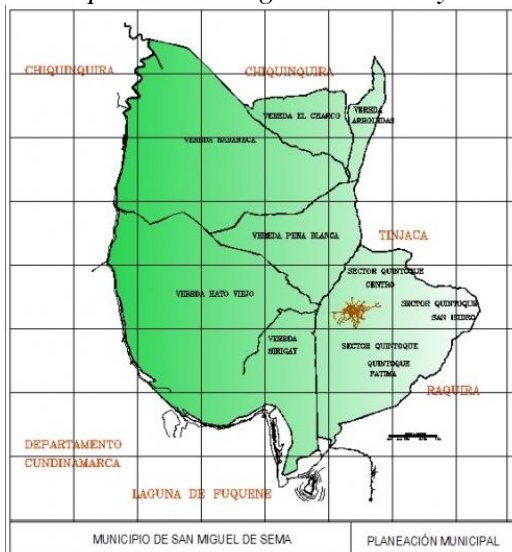 CHIQUINQUIRA
CHIQUINQUIRA
VEREDA EL CHARCO
VEREDA
ARBOLEDAS
VEREDA SABANECA
TINJACA
VEREDA PEÑA BLANCA
SECTOR QUINTOQUE
CENTRO
VEREDA HATO VIEJO
SECTOR QUINTOQUE
SAN ISIDRO
VEREDA
SIRIGAY
SECTOR QUINTOQUE
QUINTOQUE
FATIMA
RAQUIRA
DEPARTAMENTO
CUNDINAMARCA
LAGUNA DE FUQUENE
MUNICIPIO DE SAN MIGUEL DE SEMA
PLANEACIÓN MUNICIPAL